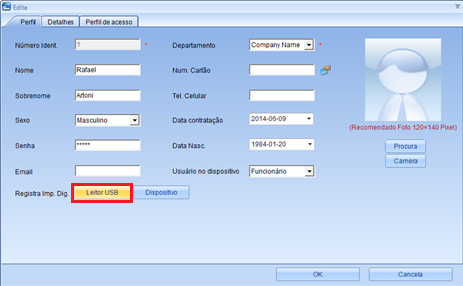 Edita
Perfil Detalhes Perfil de acesso
Número Ident. 1 * Departamento Company Name *
Nome Rafael Num. Cartão
Sobrenome Artoni Tel. Celular
Sexo Masculino Data contratação 2014-06-09
(Recomendado Foto 120×140 Pixel)
Senha ***** Data Nasc. 1984-01-20 Procura
Camera
Email Usuário no dispositivo Funcionário
Registra Imp. Dig. Leitor USB Dispositivo
OK Cancela